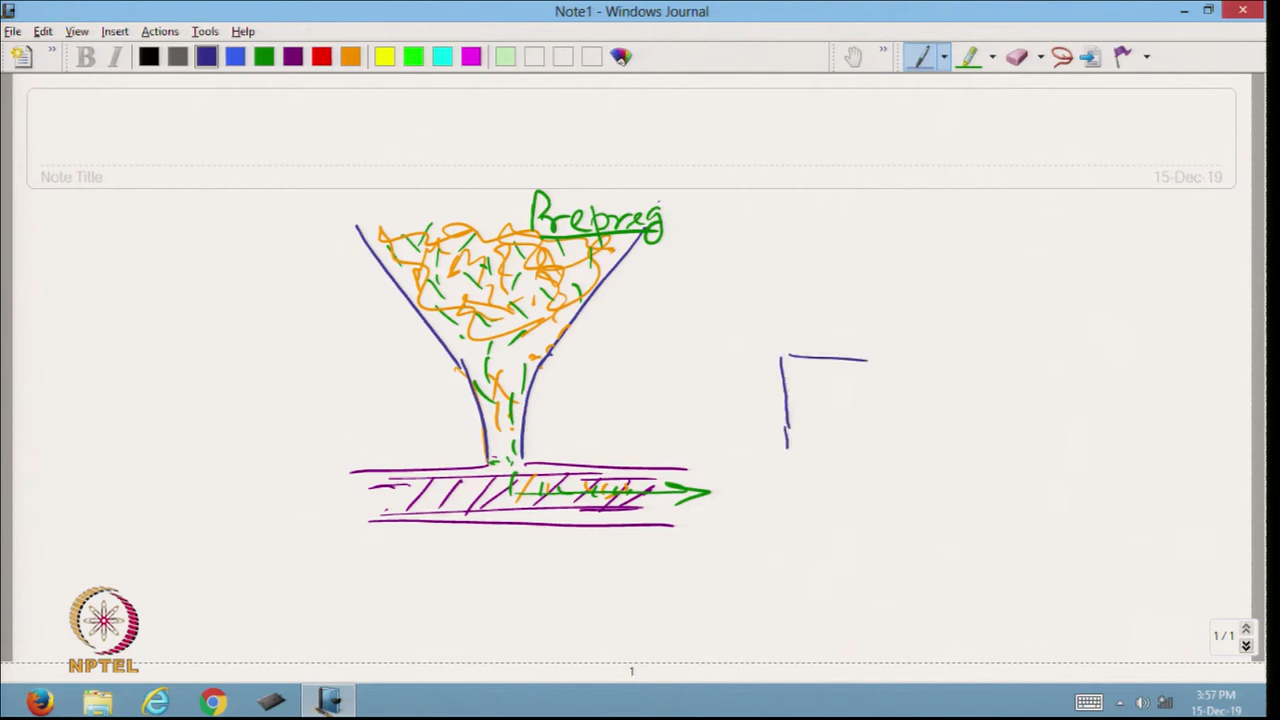 Note1 - Windows Journal
File Edit View Insert Actions Tools Help
B I
Note Title
15-Dec-19
Prepreg
NPTEL
1 / 1
1
3:57 PM
15-Dec-19